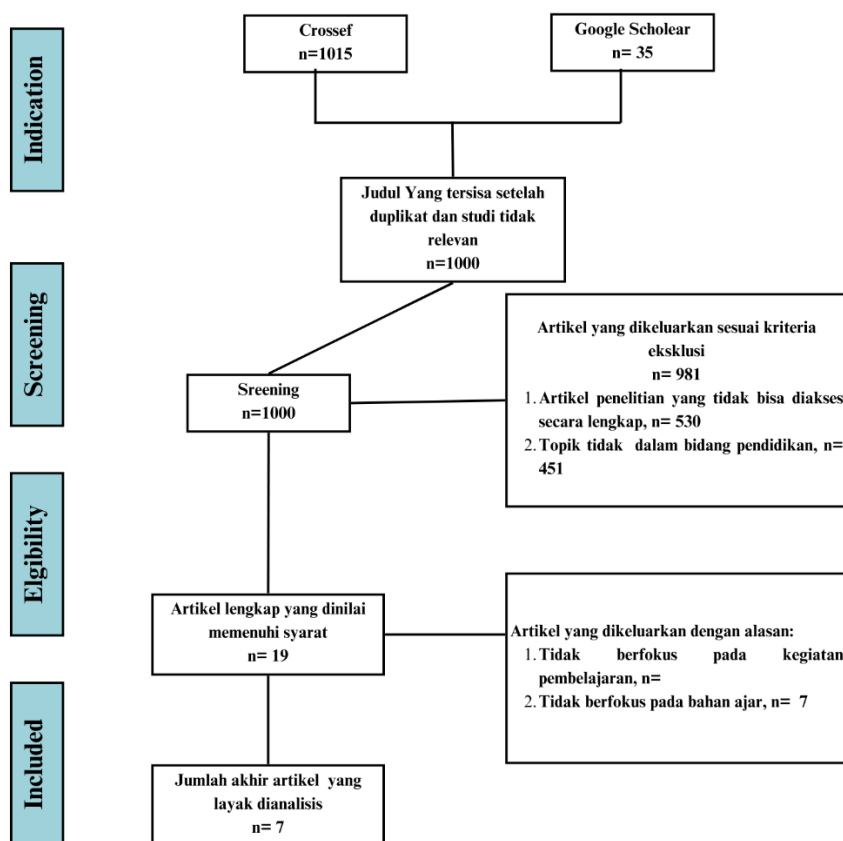 Indication
Crossef
n=1015
Google Scholear
n= 35
Judul Yang tersisa setelah
duplikat dan studi tidak
relevan
n=1000
Screening
Sreening
n=1000
Artikel yang dikeluarkan sesuai kriteria
eksklusi
n= 981
1. Artikel penelitian yang tidak bisa diakses
secara lengkap, n= 530
2. Topik tidak dalam bidang pendidikan, n=
451
Elgibility
Artikel lengkap yang dinilai
memenuhi syarat
n= 19
Artikel yang dikeluarkan dengan alasan:
1. Tidak berfokus pada kegiatan
pembelajaran, n=
2. Tidak berfokus pada bahan ajar, n= 7
Included
Jumlah akhir artikel yang
layak dianalisis
n= 7